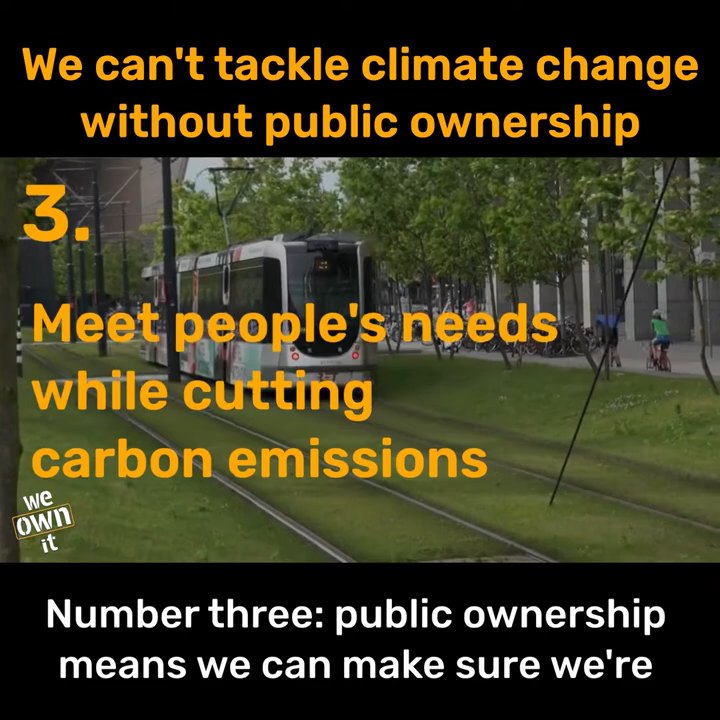 We can't tackle climate change
without public ownership
3.
Meet people's needs
while cutting
carbon emissions
we
own
it
Number three: public ownership
means we can make sure we're